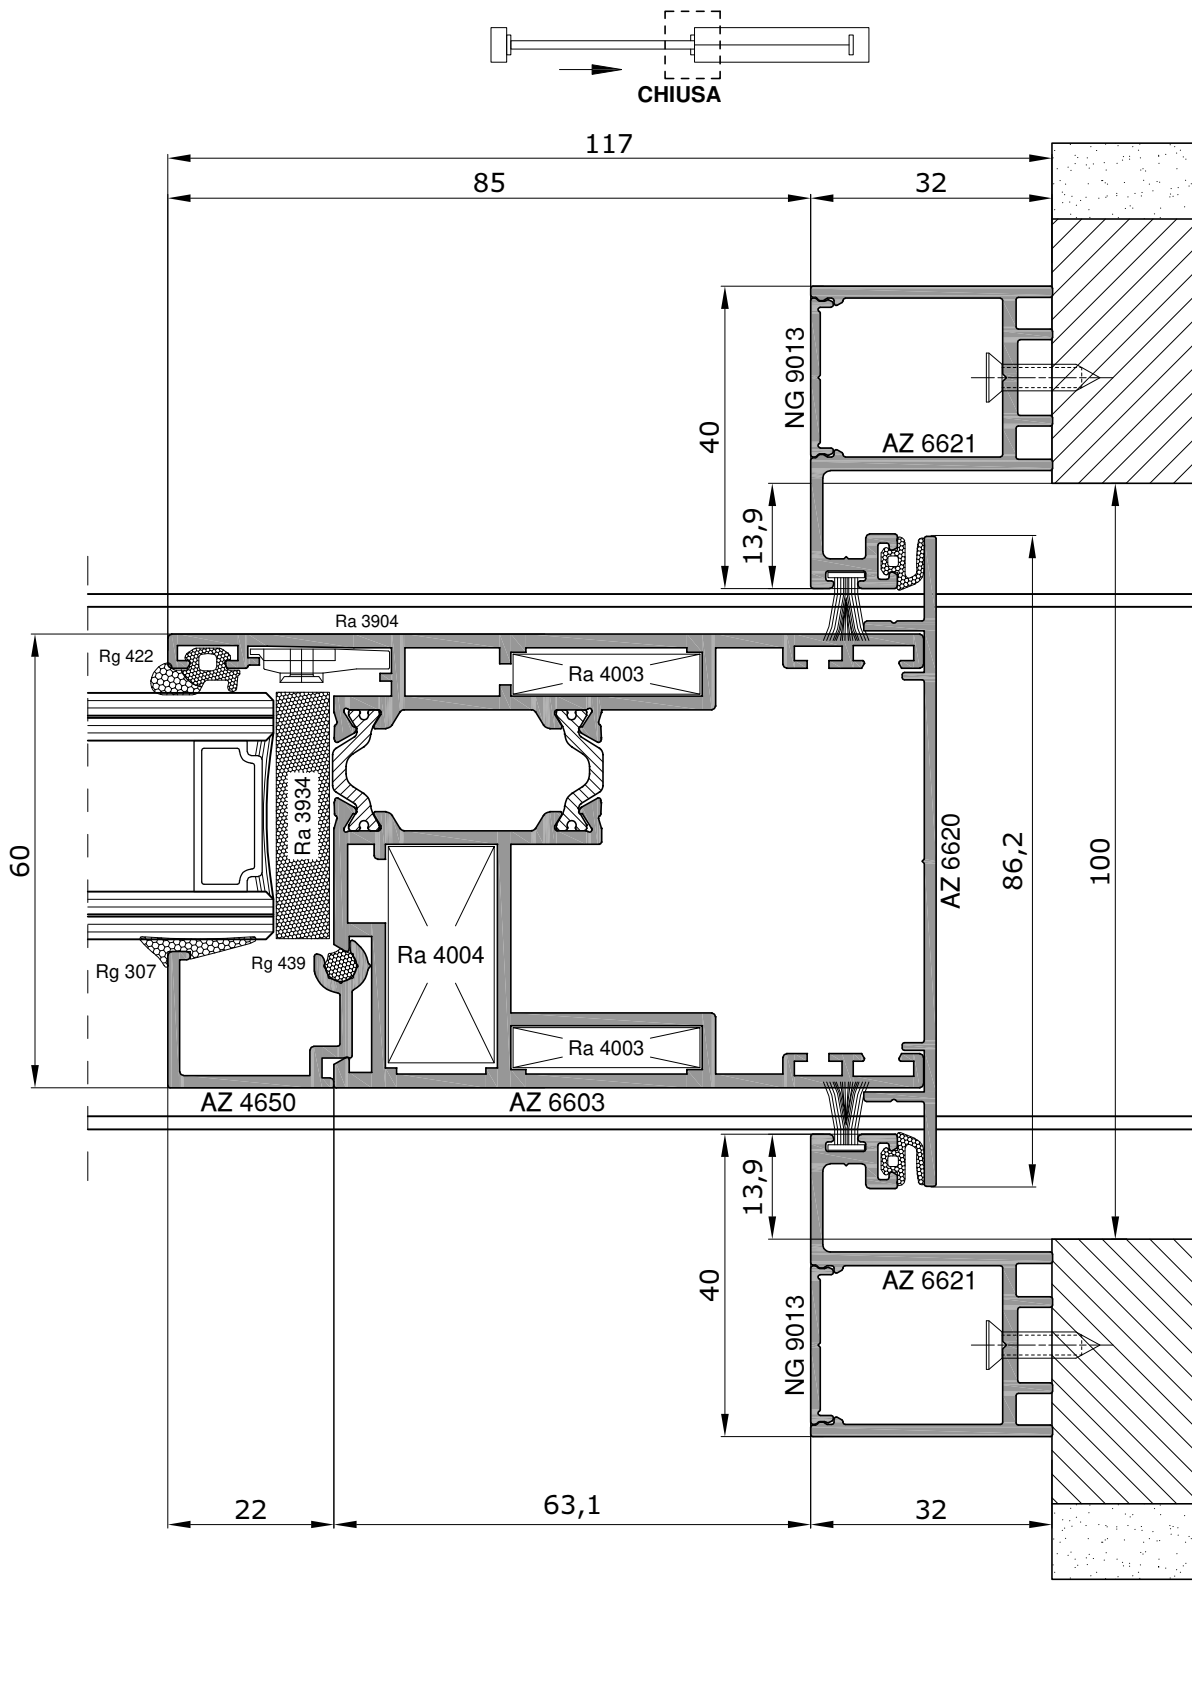 CHIUSA
117
85
32
NG 9013
40
AZ 6621
13,9
Ra 3904
Rg 422
Ra 4003
Ra 3934
60
AZ 6620
86,2
100
Ra 4004
Rg 307
Rg 439
Ra 4003
AZ 4650
AZ 6603
13,9
40
AZ 6621
NG 9013
22
63,1
32